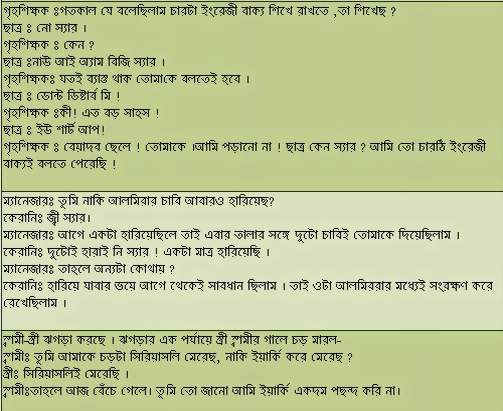 গৃহশিক্ষক ঃগতকাল যে বলেছিলাম চারটা ইংরেজী বাক্য শিখে রাখতে ,তা শিখেছ ?
ছাত্র ঃ নো স্যার ।
গৃহশিক্ষক ঃ কেন ?
ছাত্র ঃনাউ আই অ্যাম বিজি স্যার ।
গৃহশিক্ষকঃ যতই ব্যাস্ত থাক তোমাকে বলতেই হবে ।
ছাত্র ঃ ডোন্ট ডিষ্টার্ব মি !
গৃহশিক্ষক ঃকী! এত বড় সাহস !
ছাত্র ঃ ইউ শার্ট আপ!
গৃহশিক্ষক ঃ বেয়াদব ছেলে ! তোমাকে ।আমি পড়ানো না ! ছাত্র কেন স্যার ? আমি তো চারঠি ইংরেজী
বাক্যই বলতে পেরেছি !
ম্যানেজারঃ তুমি নাকি আলমিরার চাবি আবারও হারিয়েছ?
কেরানিঃ জ্বী স্যার।
ম্যানেজারঃ আগে একটা হারিয়েছিলে তাই এবার তালার সঙ্গে দুটো চাবিই তোমাকে দিয়েছিলাম ।
কেরানিঃ দুটোই হারাই নি স্যার ! একটা মাত্র হারিয়েছি ।
ম্যানেজারঃ তাহলে অন্যটা কোথায় ?
কেরানিঃ হারিয়ে যাবার ভয়ে আগে থেকেই সাবধান ছিলাম । তাই ওটা আলমিররার মধ্যেই সংরক্ষণ করে
রেখেছিলাম ।
স্বামী-স্ত্রী ঝগড়া করছে । ঝগড়ার এক পর্যায়ে স্ত্রী স্বামীর গালে চড় মারল-
স্বামীঃ তুমি আমাকে চড়টা সিরিয়াসলি মেরেছ, নাকি ইয়ার্কি করে মেরেছ ?
স্ত্রীঃ সিরিয়াসলিই মেরেছি ।
স্বামীঃতাহলে আজ বেঁচে গেলে। তুমি তো জানো আমি ইয়ার্কি একদম পছন্দ করি না।